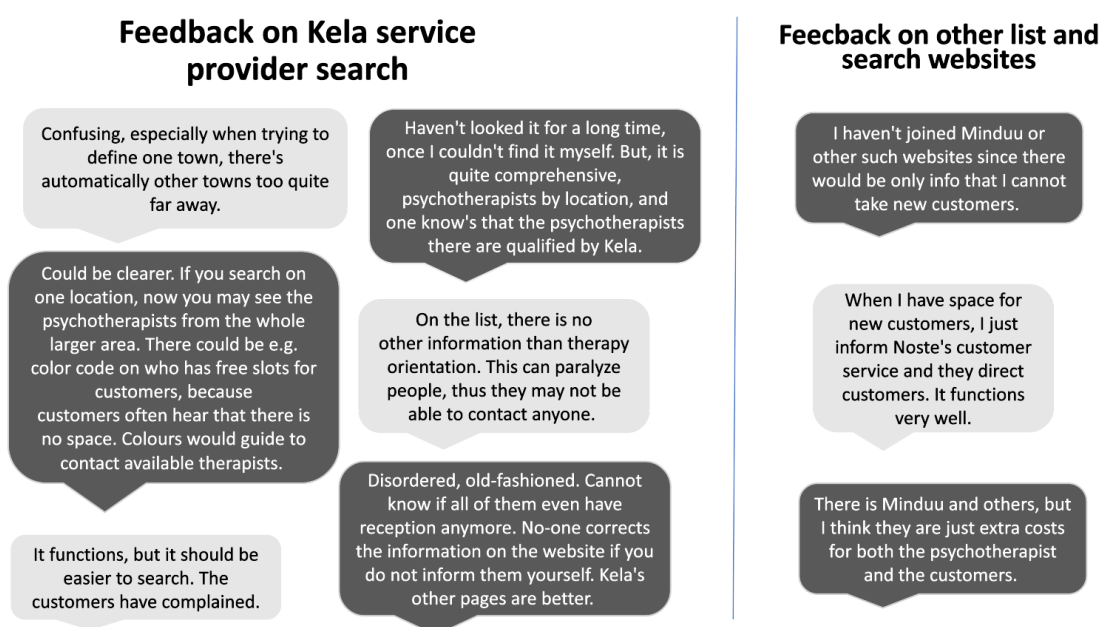 Feedback on Kela service
provider search
Confusing, especially when trying to
define one town, there's
automatically other towns too quite
far away.
Could be clearer. If you search on
one location, now you may see the
psychotherapists from the whole
larger area. There could be e.g.
color code on who has free slots for
customers, because
customers often hear that there is
no space. Colours would guide to
contact available therapists.
It functions, but it should be
easier to search. The
customers have complained.
Haven't looked it for a long time,
once I couldn't find it myself. But, it is
quite comprehensive,
psychotherapists by location, and
one know's that the psychotherapists
there are qualified by Kela.
On the list, there is no
other information than therapy
orientation. This can paralyze
people, thus they may not be
able to contact anyone.
Disordered, old-fashioned. Cannot
know if all of them even have
reception anymore. No-one corrects
the information on the website if you
do not inform them yourself. Kela's
other pages are better.
Feecback on other list and
search websites
I haven't joined Minduu or
other such websites since there
would be only info that I cannot
take new customers.
When I have space for
new customers, I just
inform Noste's customer
service and they direct
customers. It functions
very well.
There is Minduu and others, but
I think they are just extra costs
for both the psychotherapist
and the customers.